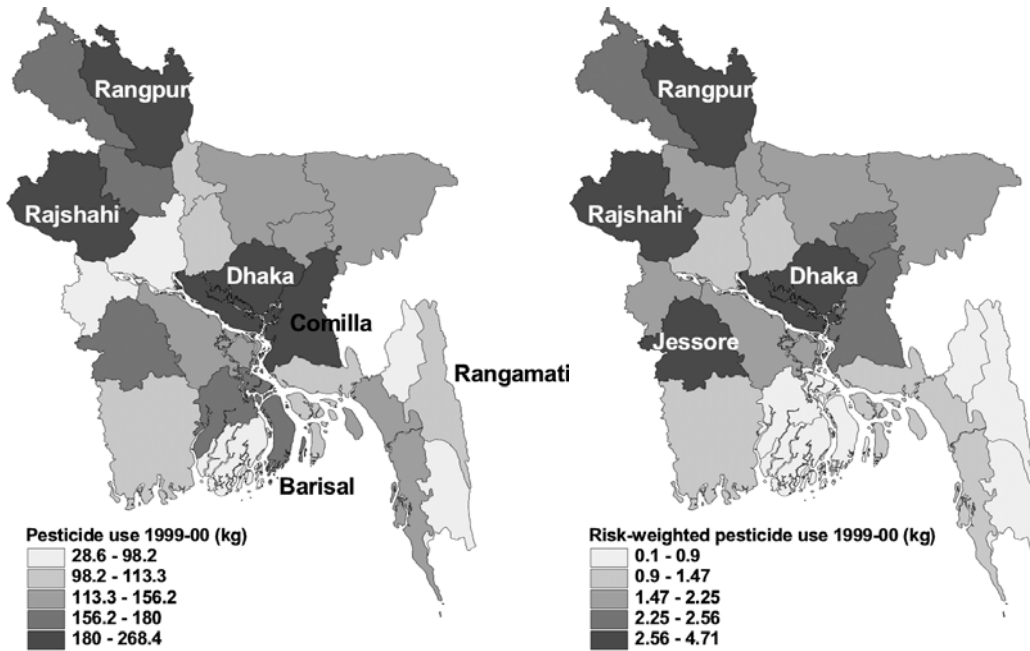 Rangpur
Rajshahi
Dhaka
Comilla
Rangamati
Barisal
Pesticide use 1999-00 (kg)
28.6 - 98.2
98.2 - 113.3
113.3 - 156.2
156.2 - 180
180 - 268.4
Rangpur
Rajshahi
Dhaka
Jessore
Risk-weighted pesticide use 1999-00 (kg)
0.1 - 0.9
0.9 - 1.47
1.47 - 2.25
2.25 - 2.56
2.56 - 4.71